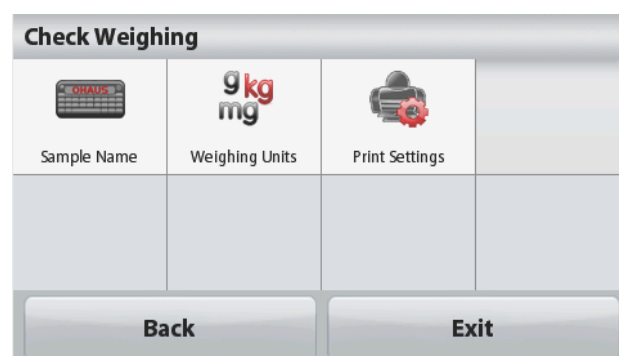 Check Weighing
OHAUS
g kg
mg
Sample Name
Weighing Units
Print Settings
Back
Exit